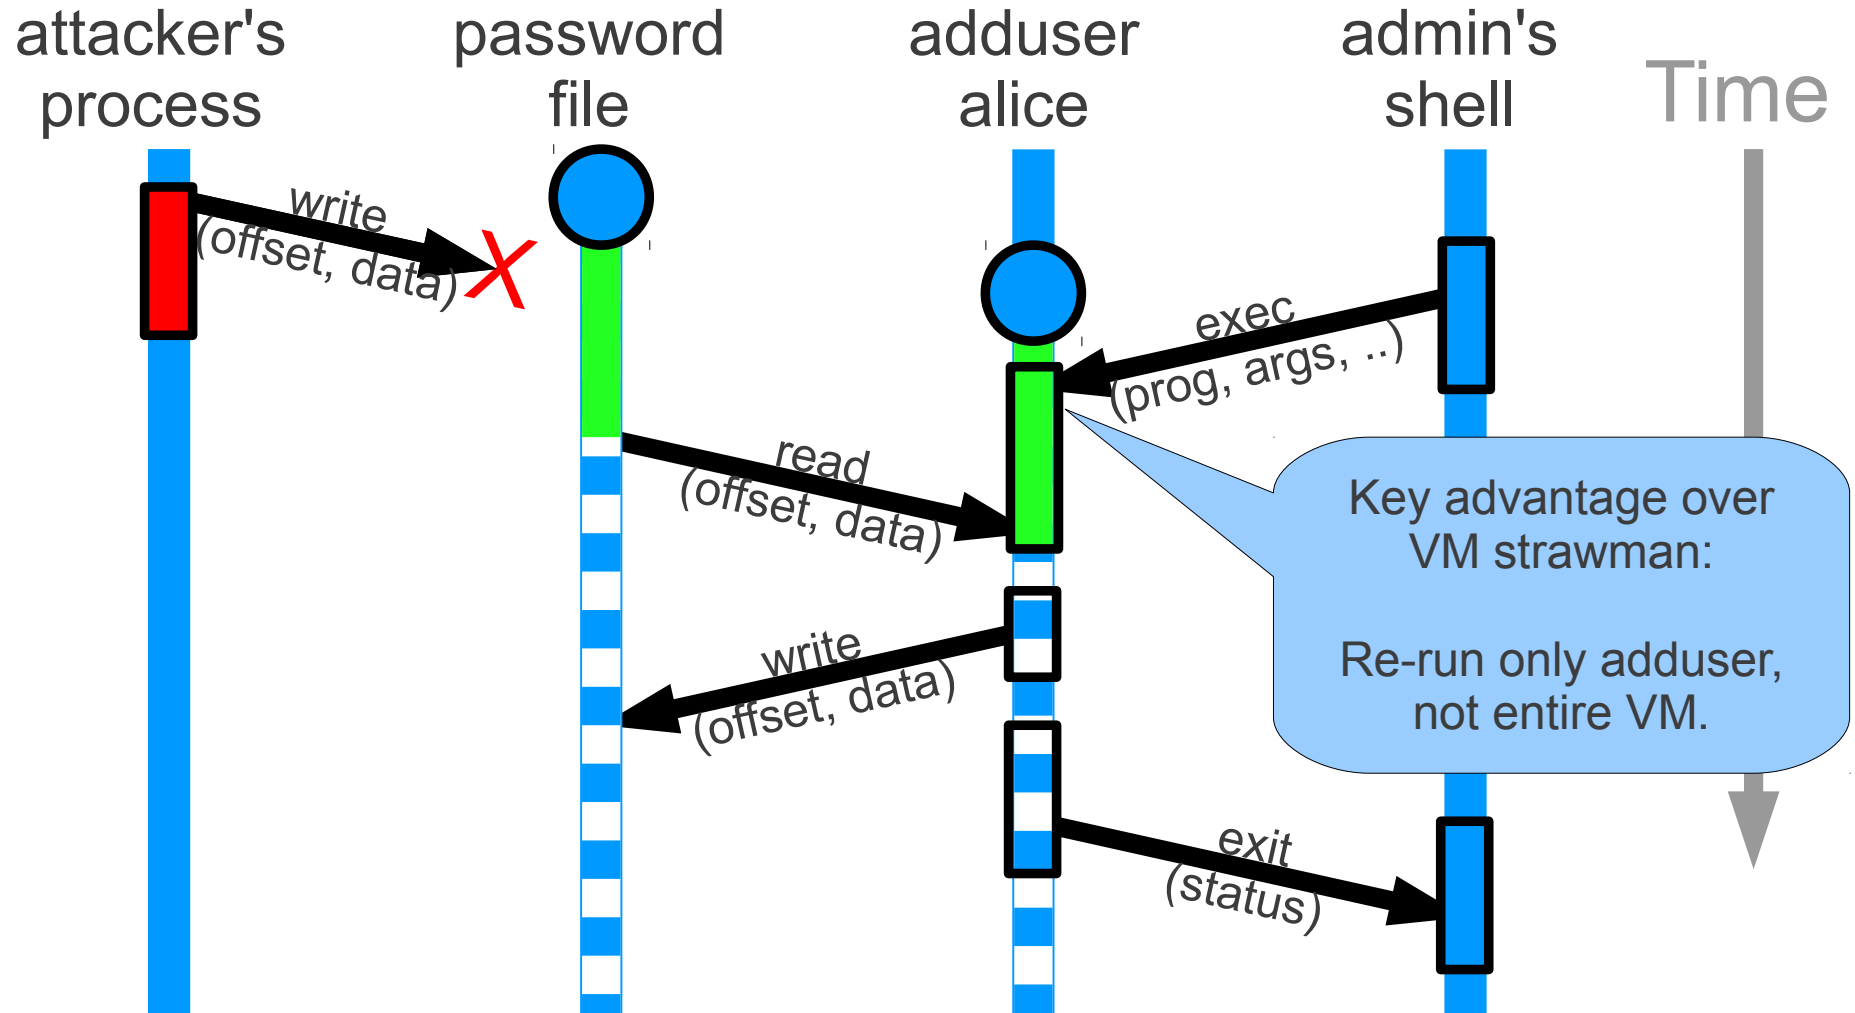 attacker's
process
password
file
adduser
alice
admin's
shell
Time
write
(offset, data)
X
exec
(prog, args, ..)
read
(offset, data)
Key advantage over
VM strawman:
Re-run only adduser,
not entire VM.
write
(offset, data)
exit
(status)